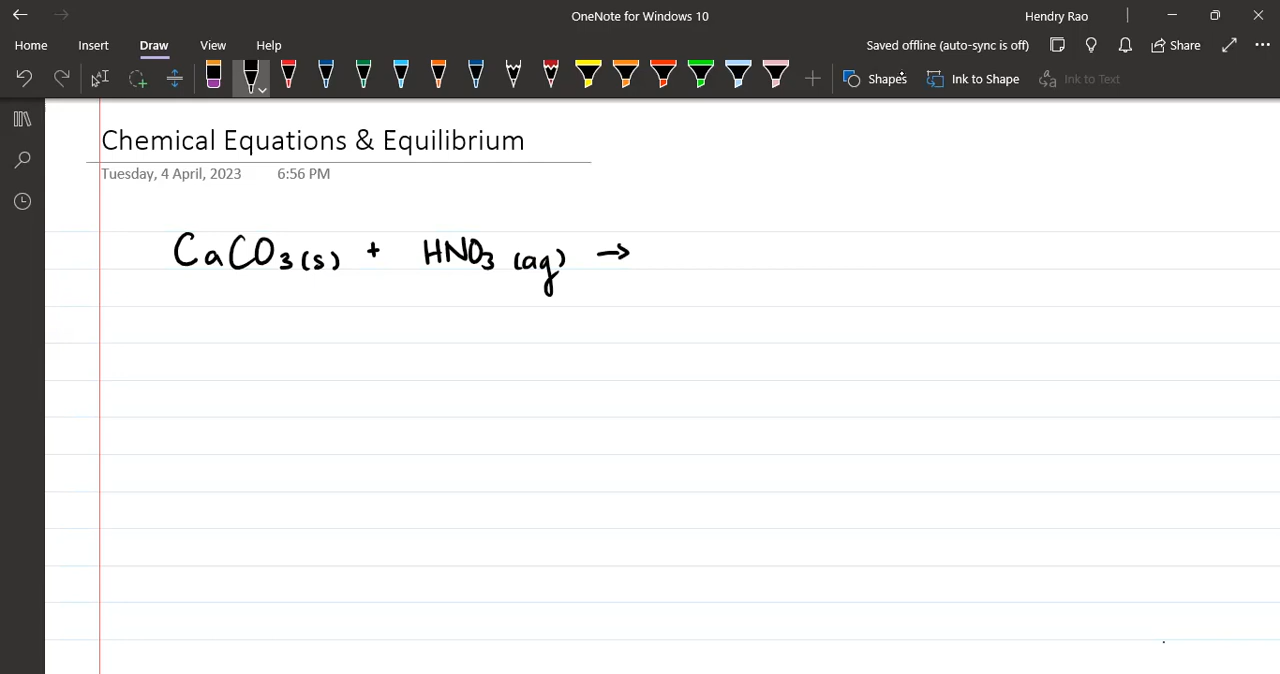 OneNote for Windows 10
Hendry Rao
Home Insert Draw View Help
Saved offline (auto-sync is off) Share
Shapes Ink to Shape Ink to Text
Chemical Equations & Equilibrium
Tuesday, 4 April, 2023 6:56 PM
CaCO₃(s) + HNO₃ (aq) →